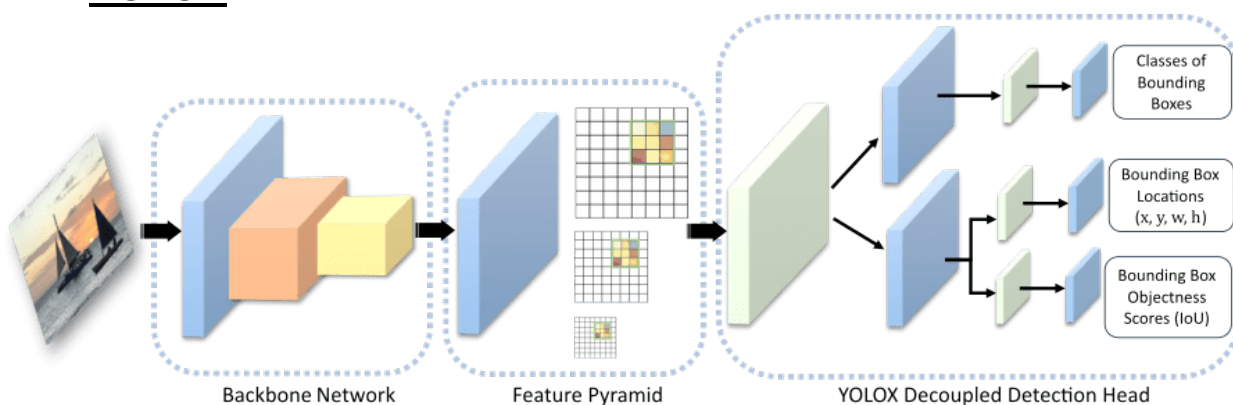 Classes of
Bounding
Boxes
Bounding Box
Locations
(x, y, w, h)
Bounding Box
Objectness
Scores (IoU)
Backbone Network
Feature Pyramid
YOLOX Decoupled Detection Head